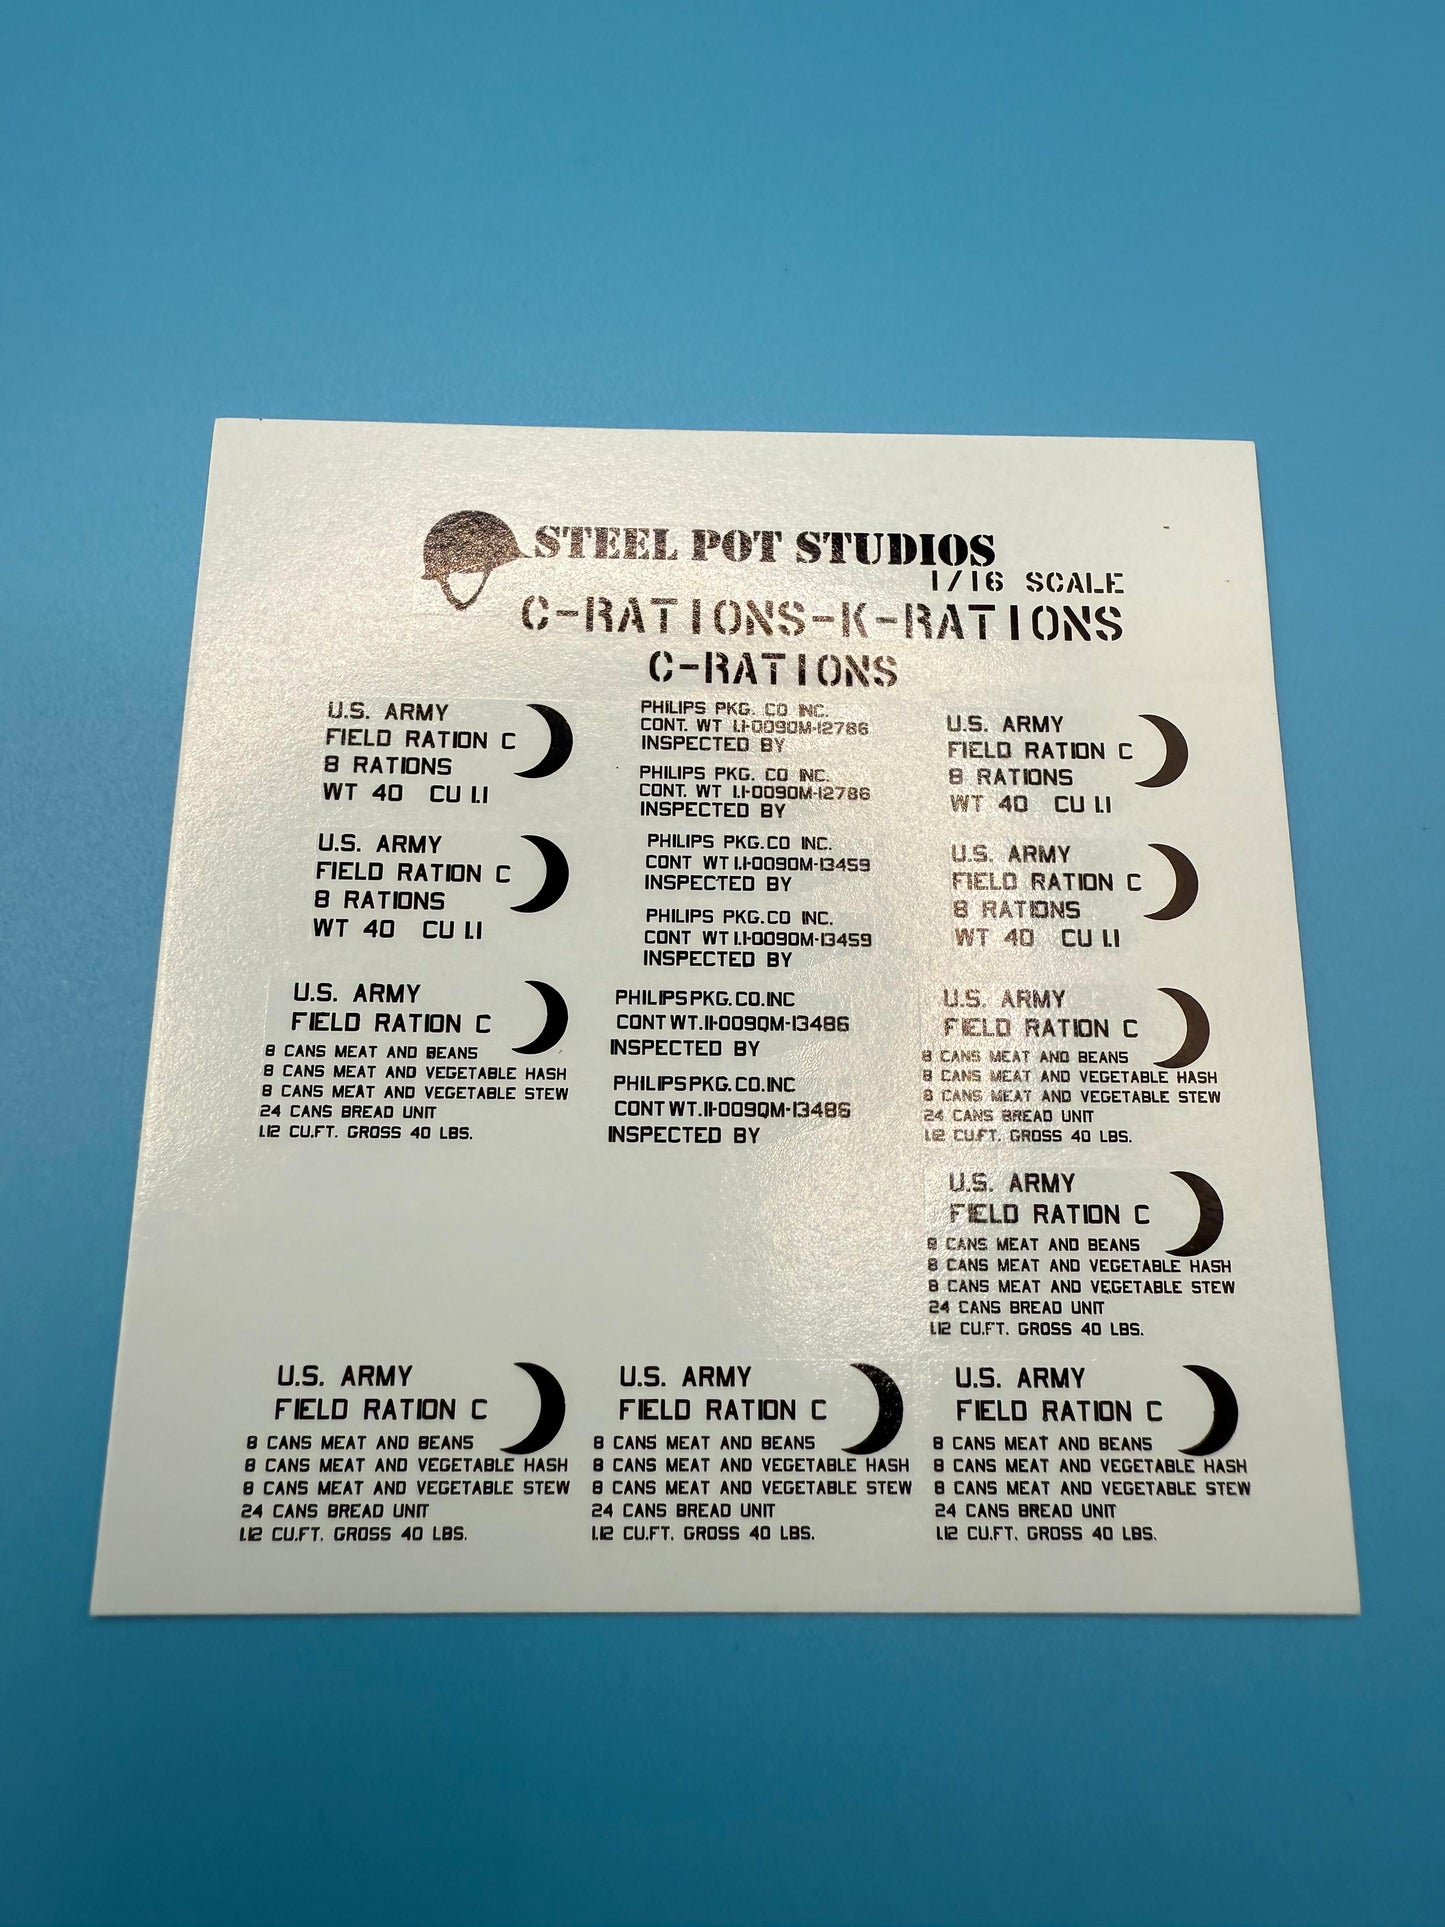 STEEL POT STUDIOS
1/16 SCALE
C-RATIONS-K-RATIONS
C-RATIONS
U.S. ARMY
FIELD RATION C
8 RATIONS
WT 40 CU 1.1
PHILIPS PKG. CO INC.
CONT. WT 1.1-009QM-12786
INSPECTED BY
PHILIPS PKG. CO INC.
CONT. WT 1.1-009QM-12786
INSPECTED BY
U.S. ARMY
FIELD RATION C
8 RATIONS
WT 40 CU 1.1
U.S. ARMY
FIELD RATION C
8 RATIONS
WT 40 CU 1.1
PHILIPS PKG.CO INC.
CONT WT 1.1-009QM-13459
INSPECTED BY
PHILIPS PKG.CO INC.
CONT WT 1.1-009QM-13459
INSPECTED BY
U.S. ARMY
FIELD RATION C
8 RATIONS
WT 40 CU 1.1
U.S. ARMY
FIELD RATION C
8 CANS MEAT AND BEANS
8 CANS MEAT AND VEGETABLE HASH
8 CANS MEAT AND VEGETABLE STEW
24 CANS BREAD UNIT
1.12 CU.FT. GROSS 40 LBS.
PHILIPS PKG.CO.INC
CONT WT.11-009QM-13486
INSPECTED BY
PHILIPS PKG.CO.INC
CONT WT.11-009QM-13486
INSPECTED BY
U.S. ARMY
FIELD RATION C
8 CANS MEAT AND BEANS
8 CANS MEAT AND VEGETABLE HASH
8 CANS MEAT AND VEGETABLE STEW
24 CANS BREAD UNIT
1.12 CU.FT. GROSS 40 LBS.
U.S. ARMY
FIELD RATION C
8 CANS MEAT AND BEANS
8 CANS MEAT AND VEGETABLE HASH
8 CANS MEAT AND VEGETABLE STEW
24 CANS BREAD UNIT
1.12 CU.FT. GROSS 40 LBS.
U.S. ARMY
FIELD RATION C
8 CANS MEAT AND BEANS
8 CANS MEAT AND VEGETABLE HASH
8 CANS MEAT AND VEGETABLE STEW
24 CANS BREAD UNIT
1.12 CU.FT. GROSS 40 LBS.
U.S. ARMY
FIELD RATION C
8 CANS MEAT AND BEANS
8 CANS MEAT AND VEGETABLE HASH
8 CANS MEAT AND VEGETABLE STEW
24 CANS BREAD UNIT
1.12 CU.FT. GROSS 40 LBS.
U.S. ARMY
FIELD RATION C
8 CANS MEAT AND BEANS
8 CANS MEAT AND VEGETABLE HASH
8 CANS MEAT AND VEGETABLE STEW
24 CANS BREAD UNIT
1.12 CU.FT. GROSS 40 LBS.